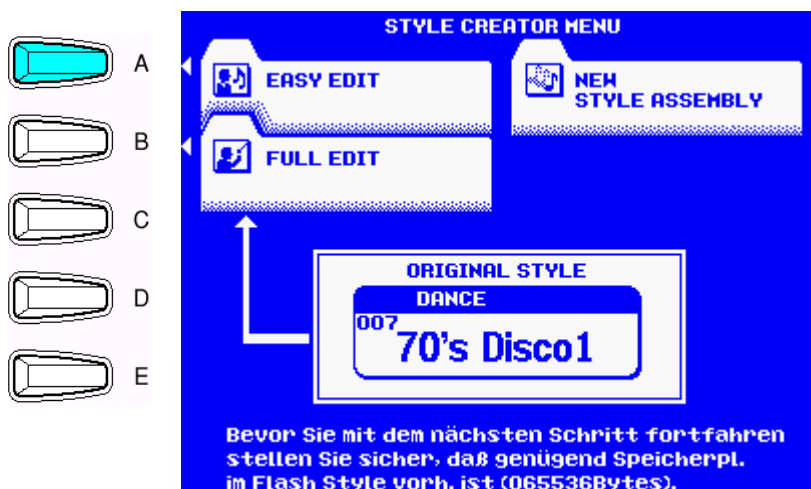 STYLE CREATOR MENU
A
EASY EDIT
NEW
STYLE ASSEMBLY
B
FULL EDIT
C
D
E
ORIGINAL STYLE
DANCE
007
70's Disco1
Bevor Sie mit dem nächsten Schritt fortfahren
stellen Sie sicher, daß genügend Speicherpl.
im Flash Style vorh. ist (065536Bytes).